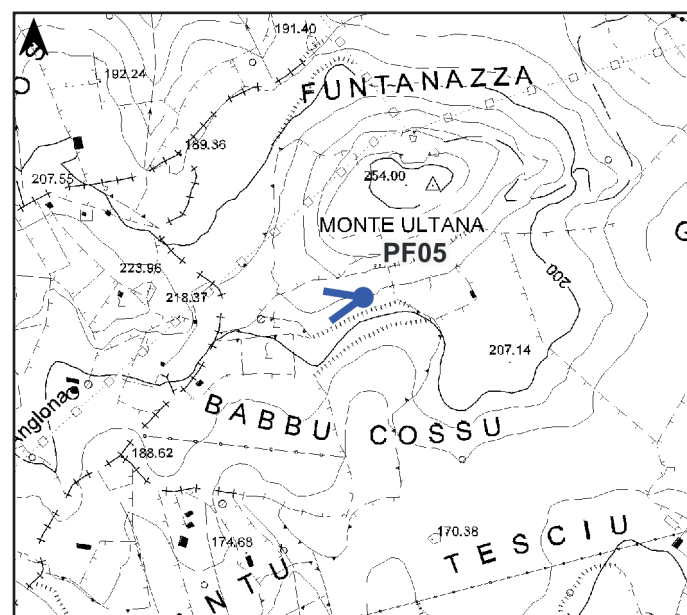 191.40
S
192.24
O
FUNTANAZZA
189.36
207.55
254.00
MONTE ULTANA
PF05
G
223.96
218.37
200
207.14
Anglona
BABBU COSSU
188.62
174.68
170.38
TESCIU
NTU